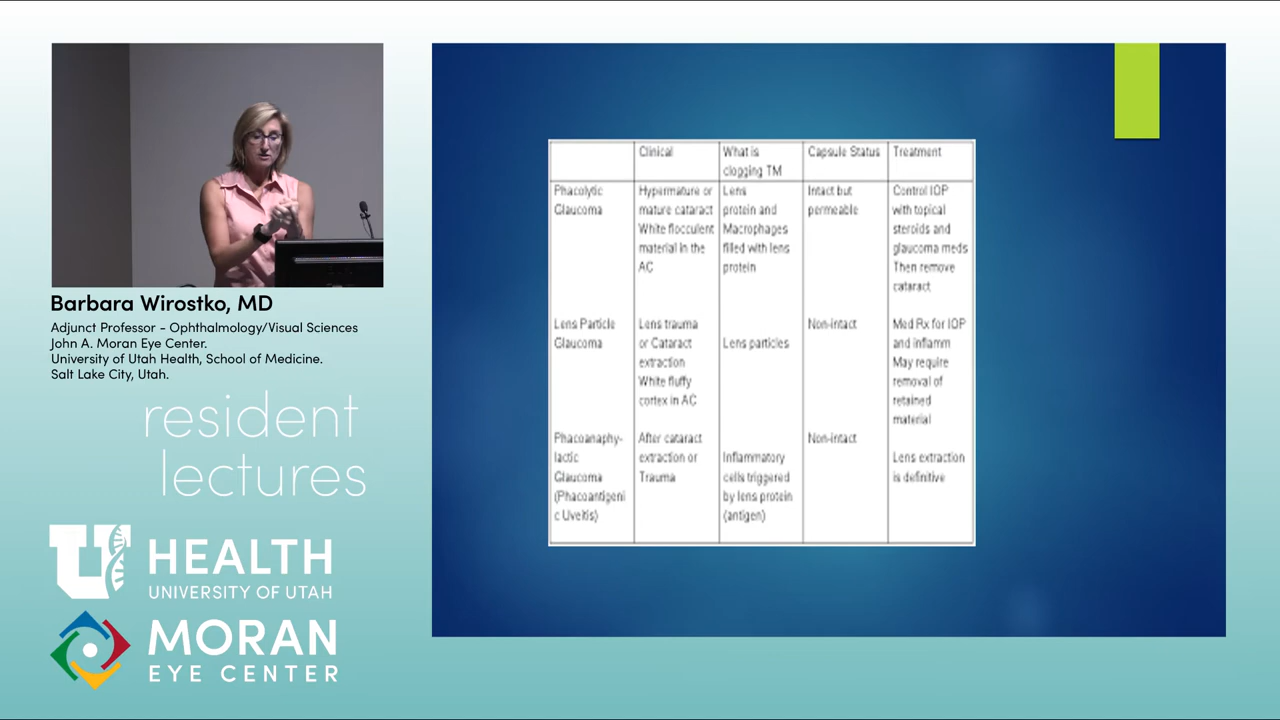 Barbara Wirostko, MD
Adjunct Professor - Ophthalmology/Visual Sciences
John A. Moran Eye Center.
University of Utah Health, School of Medicine.
Salt Lake City, Utah.
resident
lectures
U
HEALTH
UNIVERSITY OF UTAH
MORAN
EYE CENTER
Clinical
What is
clogging TM
Capsule Status
Treatment
Phacolytic
Glaucoma
Hypermature or
mature cataract
White flocculent
material in the
AC
Lens
protein and
Macrophages
filled with lens
protein
Intact but
permeable
Control IOP
with topical
steroids and
glaucoma meds
Then remove
cataract
Lens Particle
Glaucoma
Lens trauma
or Cataract
extraction
White fluffy
cortex in AC
Lens particles
Non-intact
Med Rx for IOP
and inflamm
May require
removal of
retained
material
Phacoanaphy-
lactic
Glaucoma
(Phacoantigeni
c Uveitis)
After cataract
extraction or
Trauma
Inflammatory
cells triggered
by lens protein
(antigen)
Non-intact
Lens extraction
is definitive